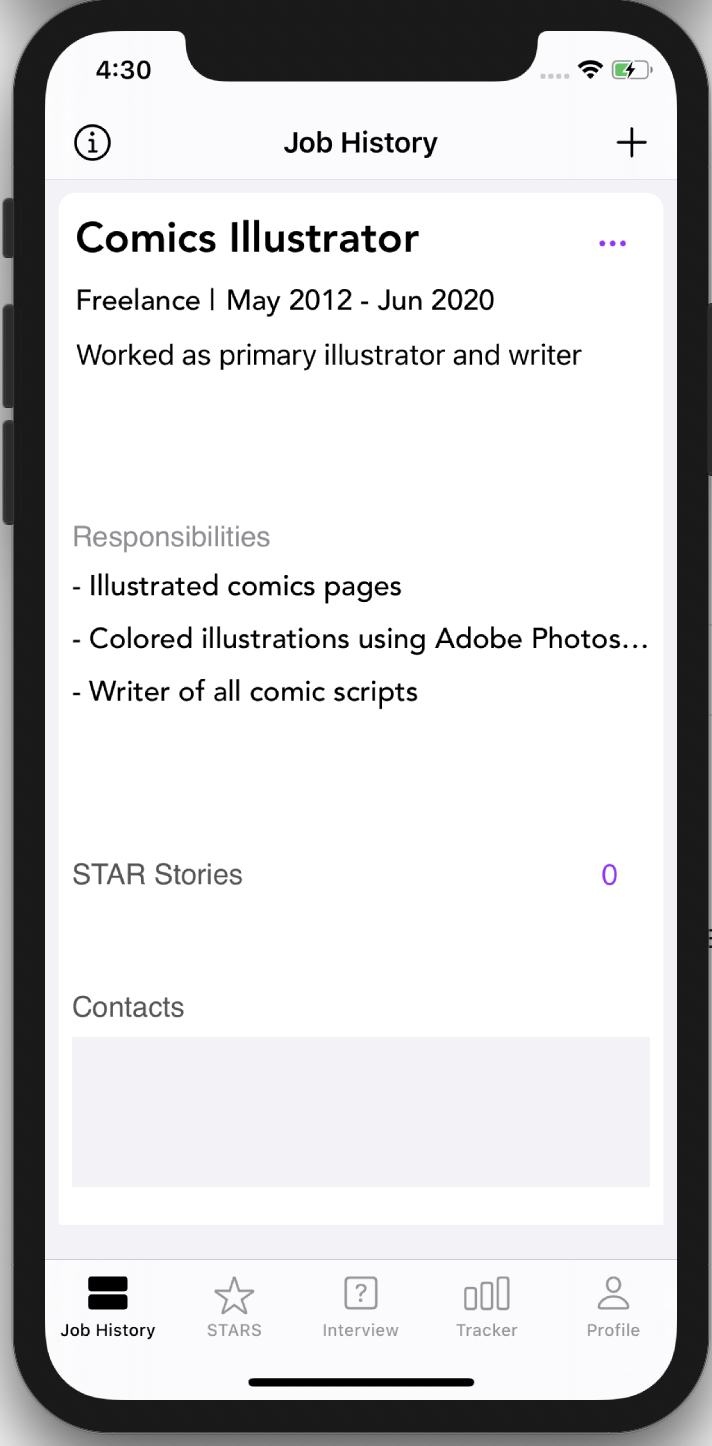 4:30
Job History
Comics Illustrator
Freelance | May 2012 - Jun 2020
Worked as primary illustrator and writer
Responsibilities
- Illustrated comics pages
- Colored illustrations using Adobe Photos...
- Writer of all comic scripts
STAR Stories 0
Contacts
Job History STARS Interview Tracker Profile